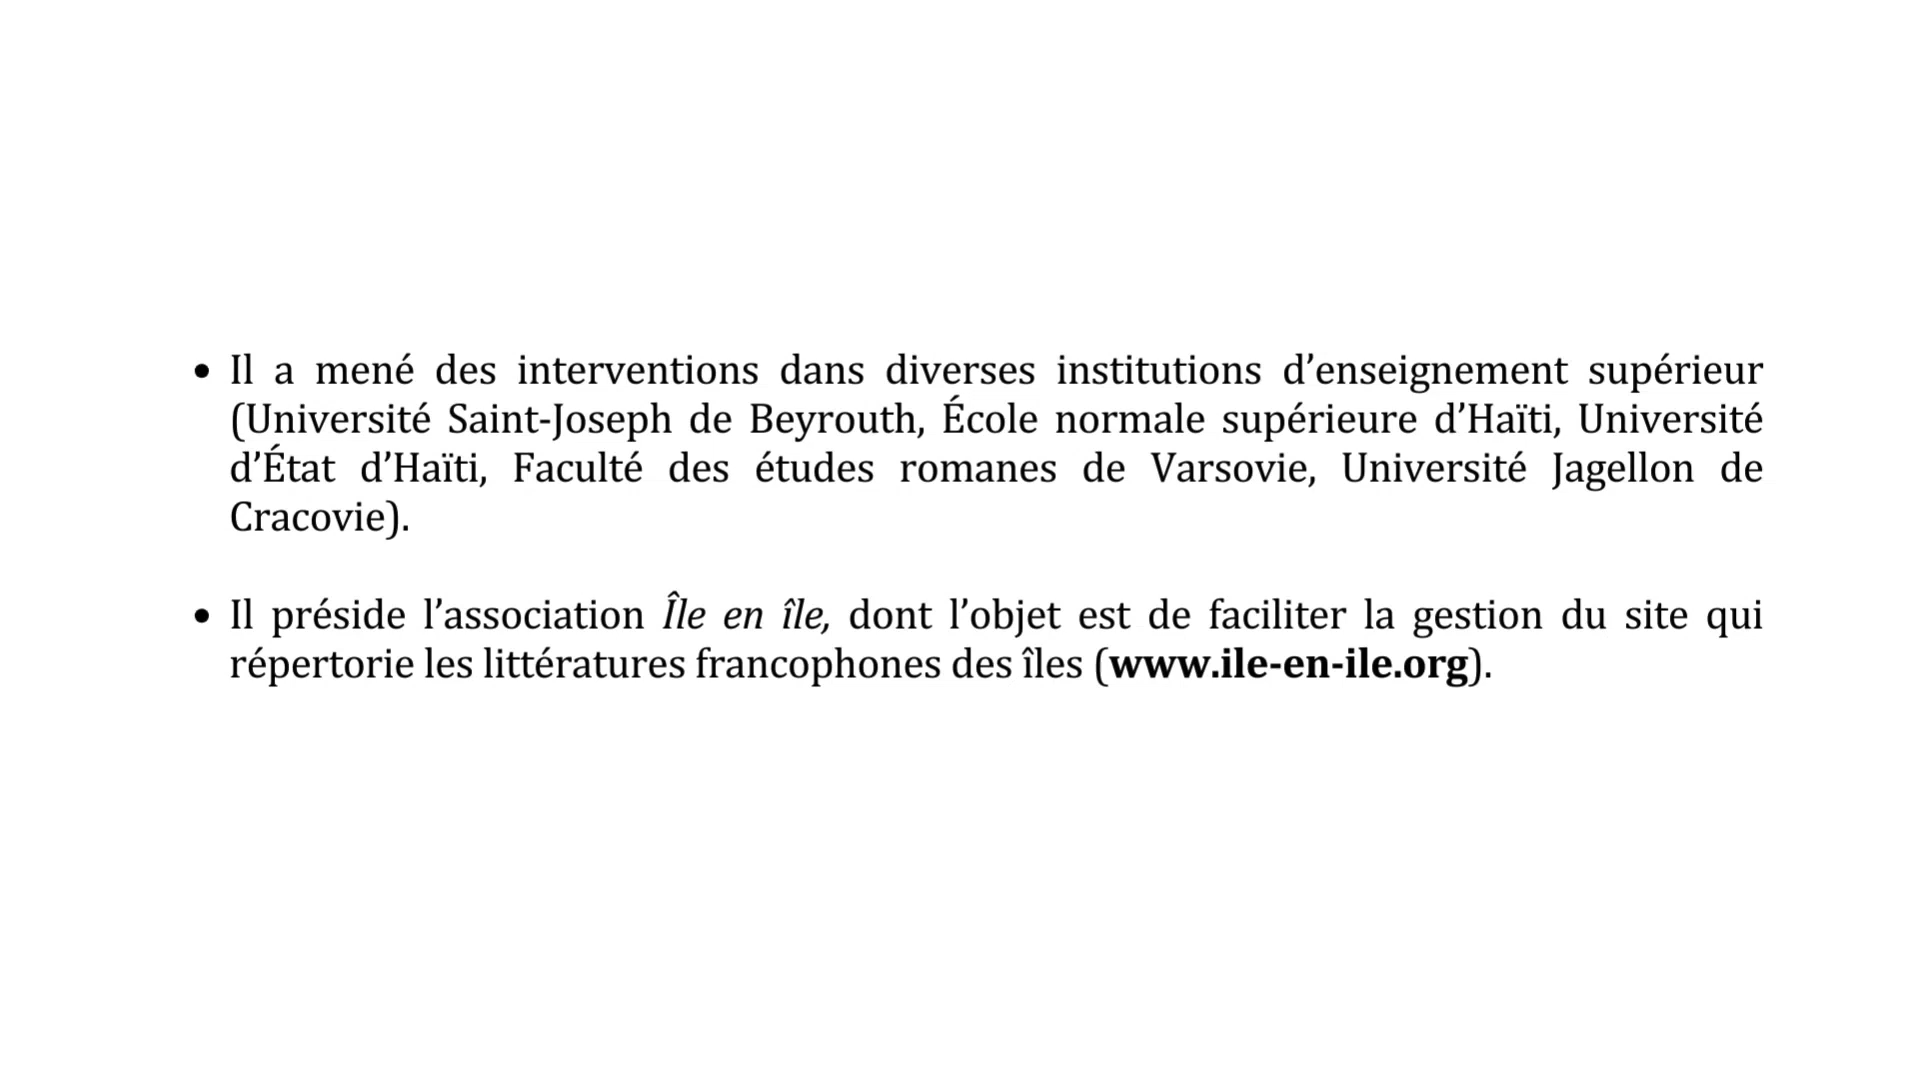 • Il a mené des interventions dans diverses institutions d’enseignement supérieur
(Université Saint-Joseph de Beyrouth, École normale supérieure d’Haïti, Université
d’État d’Haïti, Faculté des études romanes de Varsovie, Université Jagellon de
Cracovie).
• Il préside l’association Île en île, dont l’objet est de faciliter la gestion du site qui
répertorie les littératures francophones des îles (www.ile-en-ile.org).